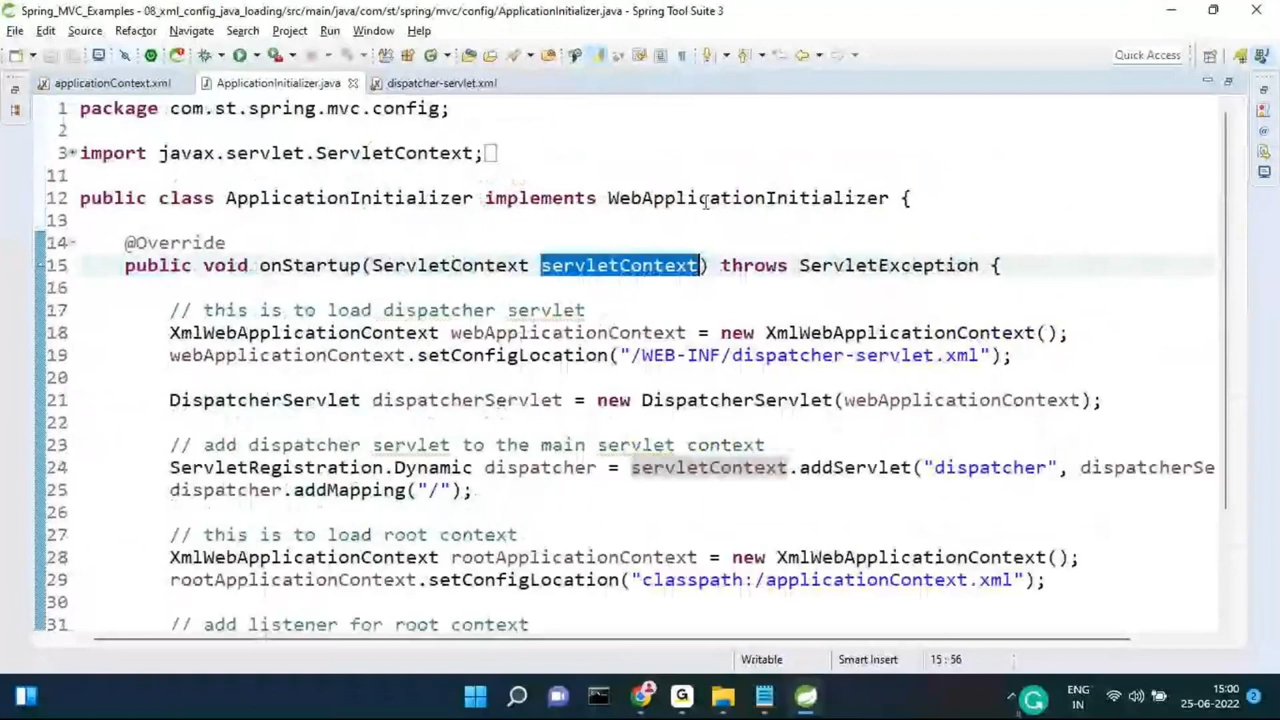 Spring_MVC_Examples - 08_xml_config_java_loading/src/main/java/com/st/spring/mvc/config/ApplicationInitializer.java - Spring Tool Suite 3
File Edit Source Refactor Navigate Search Project Run Window Help
Quick Access
applicationContext.xml ApplicationInitializer.java dispatcher-servlet.xml
1 package com.st.spring.mvc.config;
2
3 import javax.servlet.ServletContext;
11
12 public class ApplicationInitializer implements WebApplicationInitializer {
13
14 @Override
15 public void onStartup(ServletContext servletContext) throws ServletException {
16
17 // this is to load dispatcher servlet
18 XmlWebApplicationContext webApplicationContext = new XmlWebApplicationContext();
19 webApplicationContext.setConfigLocation("/WEB-INF/dispatcher-servlet.xml");
20
21 DispatcherServlet dispatcherServlet = new DispatcherServlet(webApplicationContext);
22
23 // add dispatcher servlet to the main servlet context
24 ServletRegistration.Dynamic dispatcher = servletContext.addServlet("dispatcher", dispatcherSe
25 dispatcher.addMapping("/");
26
27 // this is to load root context
28 XmlWebApplicationContext rootApplicationContext = new XmlWebApplicationContext();
29 rootApplicationContext.setConfigLocation("classpath:/applicationContext.xml");
30
31 // add listener for root context
Writable Smart Insert 15 : 56
ENG
IN
15:00
25-06-2022
2